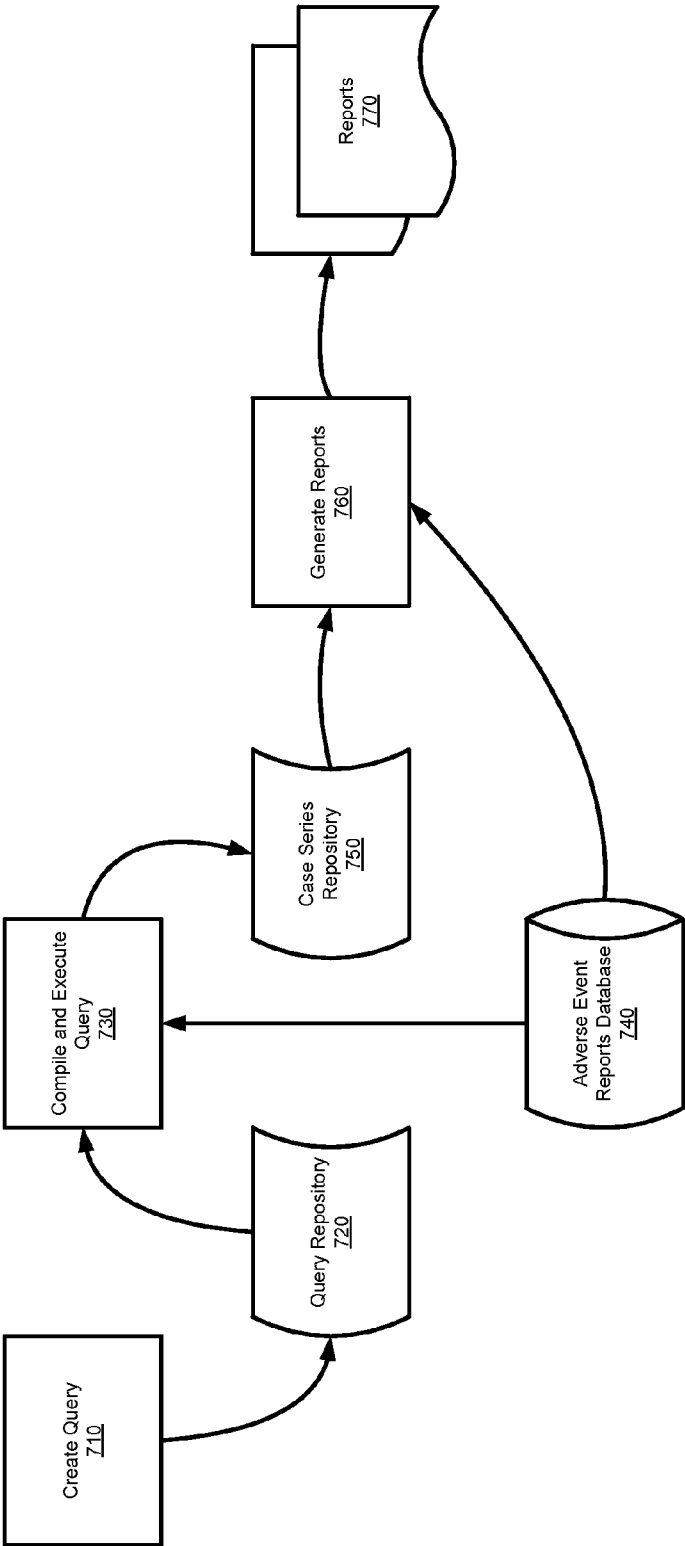 Create Query
710
Query Repository
720
Compile and Execute
Query
730
Adverse Event
Reports Database
740
Case Series
Repository
750
Generate Reports
760
Reports
770